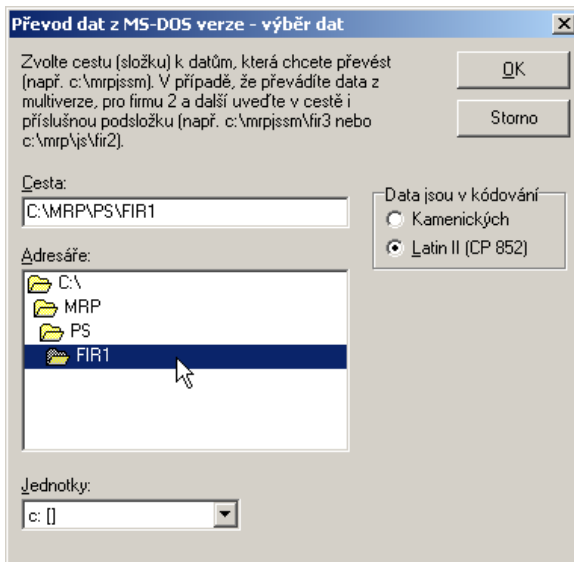 Převod dat z MS-DOS verze - výběr dat
Zvolte cestu (složku) k datům, která chcete převést
(např. c:\mrpjssm). V případě, že převádíte data z
multiverze, pro firmu 2 a další uveďte v cestě i
příslušnou podsložku (např. c:\mrpjssm\fir3 nebo
c:\mrp\js\fir2).
OK
Storno
Cesta:
C:\MRP\PS\FIR1
Data jsou v kódování
Kamenických
Latin II (CP 852)
Adresáře:
C:\
MRP
PS
FIR1
Jednotky:
c: []